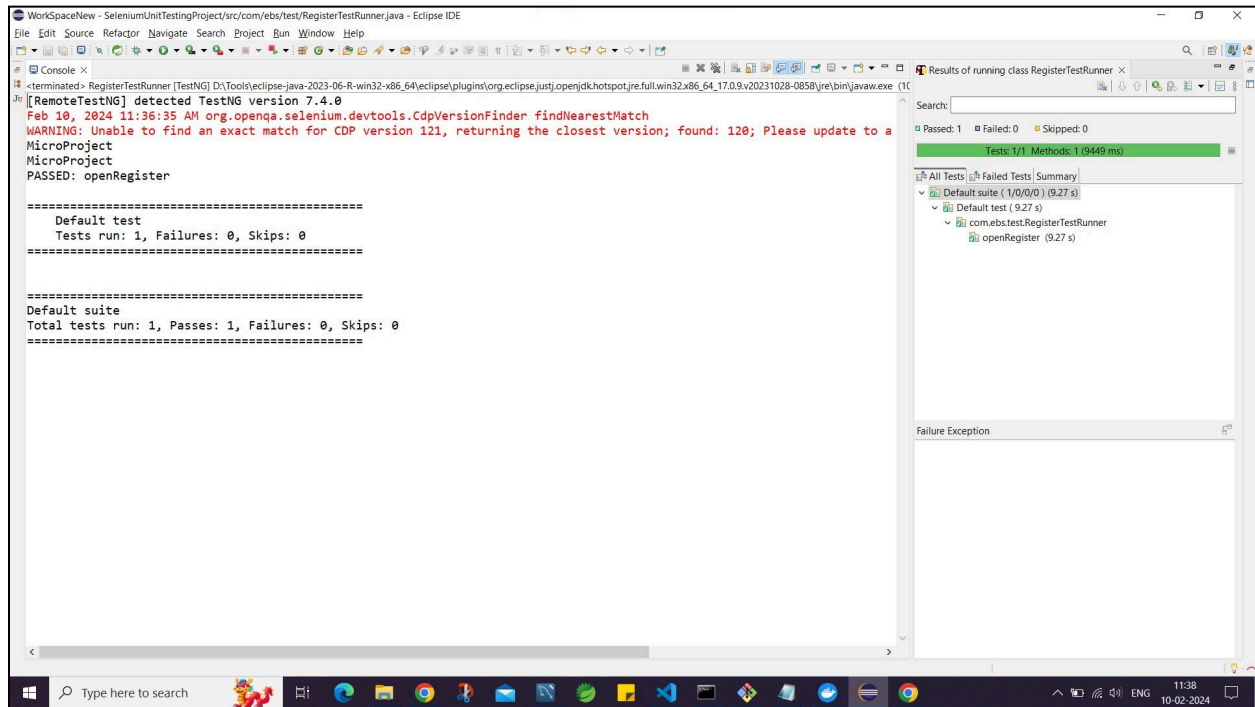 WorkSpaceNew - SeleniumUnitTestingProject/src/com/ebs/test/RegisterTestRunner.java - Eclipse IDE
File Edit Source Refactor Navigate Search Project Run Window Help
Console
<terminated> RegisterTestRunner [TestNG] D:\Tools\eclipse-java-2023-06-R-win32-x86_64\eclipse\plugins\org.eclipse.justj.openjdk.hotspot.jre.full.win32.x86_64_17.0.9.v20231028-0858\jre\bin\javaw.exe (10
[RemoteTestNG] detected TestNG version 7.4.0
Feb 10, 2024 11:36:35 AM org.openqa.selenium.devtools.CdpVersionFinder findNearestMatch
WARNING: Unable to find an exact match for CDP version 121, returning the closest version; found: 120; Please update to a
MicroProject
MicroProject
PASSED: openRegister
===============================================
Default test
Tests run: 1, Failures: 0, Skips: 0
===============================================
===============================================
Default suite
Total tests run: 1, Passes: 1, Failures: 0, Skips: 0
===============================================
Results of running class RegisterTestRunner
Search:
Passed: 1 Failed: 0 Skipped: 0
Tests: 1/1 Methods: 1 (9449 ms)
All Tests Failed Tests Summary
Default suite ( 1/0/0/0 ) (9.27 s)
Default test ( 9.27 s)
com.ebs.test.RegisterTestRunner
openRegister (9.27 s)
Failure Exception
Type here to search
ENG
11:38
10-02-2024